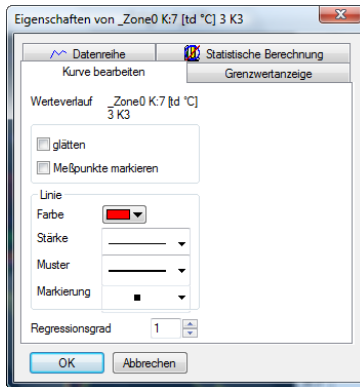 Eigenschaften von _Zone0 K:7 [td °C] 3 K3
Datenreihe
Statistische Berechnung
Kurve bearbeiten
Grenzwertanzeige
Werteverlauf
_Zone0 K:7 [td °C]
3 K3
glätten
Meßpunkte markieren
Linie
Farbe
Stärke
Muster
Markierung
Regressionsgrad
1
OK
Abbrechen